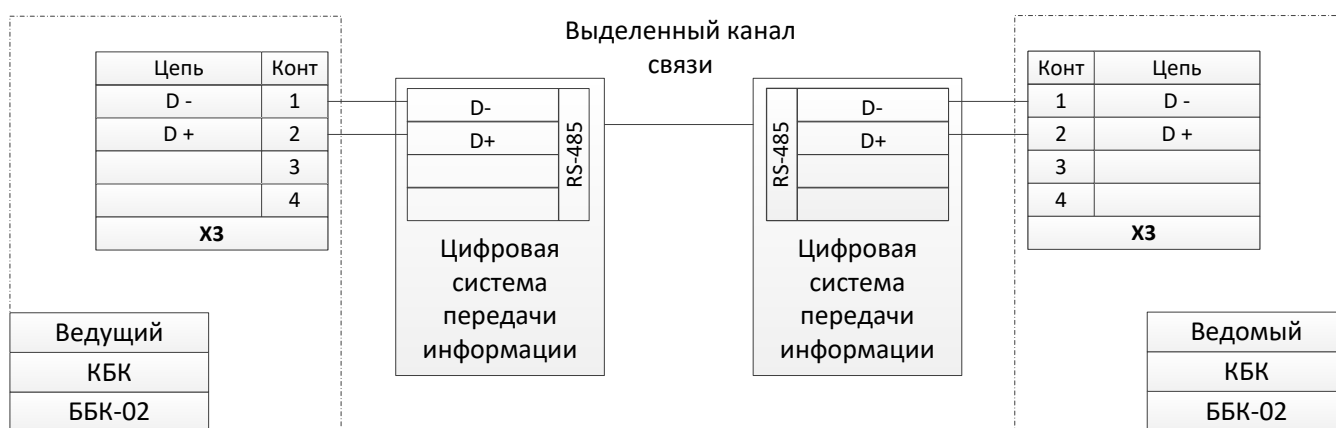 Выделенный канал
связи
Цепь Конт
D - 1
D + 2
3
4
X3
D-
D+
RS-485
Цифровая
система
передачи
информации
RS-485
D-
D+
Цифровая
система
передачи
информации
Конт Цепь
1 D -
2 D +
3
4
X3
Ведущий
КБК
ББК-02
Ведомый
КБК
ББК-02